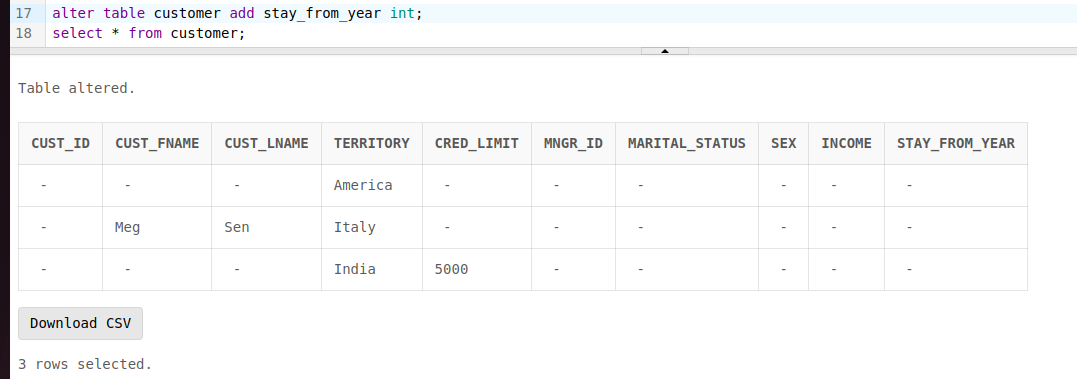 17 alter table customer add stay_from_year int;
18 select * from customer;
Table altered.
CUST_ID CUST_FNAME CUST_LNAME TERRITORY CRED_LIMIT MNGR_ID MARITAL_STATUS SEX INCOME STAY_FROM_YEAR
- - - America - - - - - -
- Meg Sen Italy - - - - - -
- - - India 5000 - - - - -
Download CSV
3 rows selected.